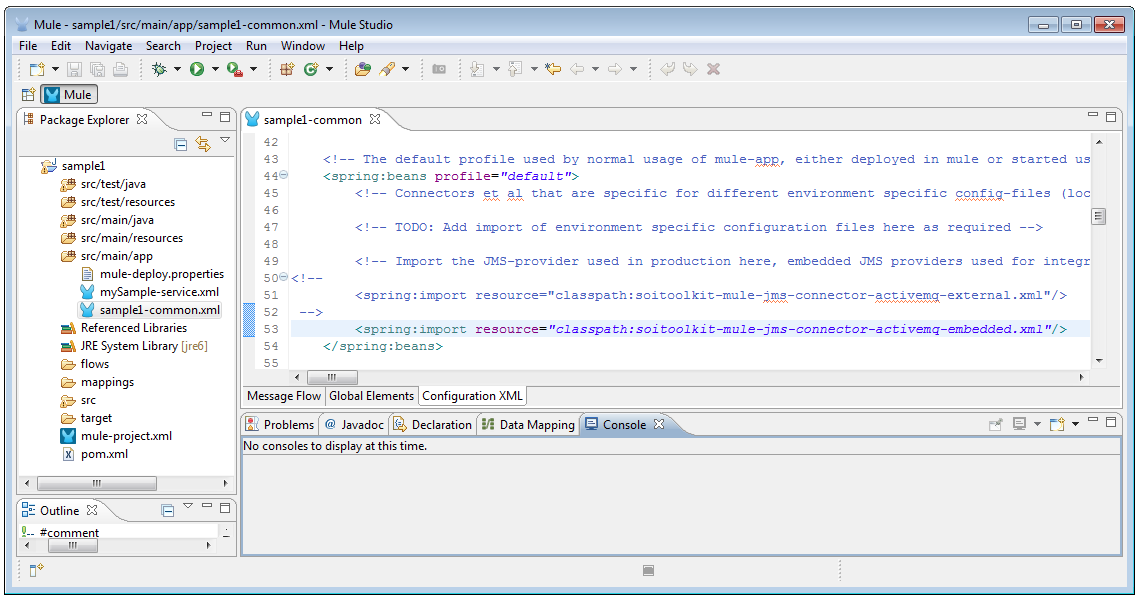 Mule - sample1/src/main/app/sample1-common.xml - Mule Studio
File Edit Navigate Search Project Run Window Help
Mule
Package Explorer
sample1
src/test/java
src/test/resources
src/main/java
src/main/resources
src/main/app
mule-deploy.properties
mySample-service.xml
sample1-common.xml
Referenced Libraries
JRE System Library [jre6]
flows
mappings
src
target
mule-project.xml
pom.xml
Outline
#comment
sample1-common
42
43 <!-- The default profile used by normal usage of mule-app, either deployed in mule or started us
44 <spring:beans profile="default">
45 <!-- Connectors et al that are specific for different environment specific config-files (loc
46
47 <!-- TODO: Add import of environment specific configuration files here as required -->
48
49 <!-- Import the JMS-provider used in production here, embedded JMS providers used for integr
50 <!--
51 <spring:import resource="classpath:soitoolkit-mule-jms-connector-activemq-external.xml"/>
52 -->
53 <spring:import resource="classpath:soitoolkit-mule-jms-connector-activemq-embedded.xml"/>
54 </spring:beans>
55
Message Flow Global Elements Configuration XML
Problems @ Javadoc Declaration Data Mapping Console
No consoles to display at this time.